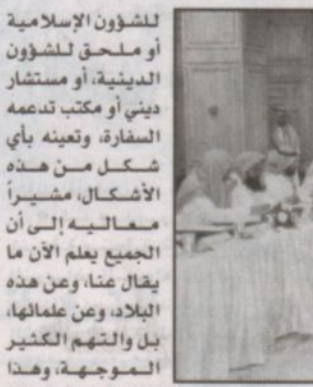 للشؤون الإسلامية
أو ملحق للشؤون
الدينية، أو مستشار
ديني أو مكتب تدعمه
السفارة، وتعينه بأي
شكل من هذه
الأشكال، مشيراً
معاليه إلى أن
الجميع يعلم الآن ما
يقال عنا، وعن هذه
البلاد، وعن علمائها،
بل والتهم الكثير
الموجهة، وهذا